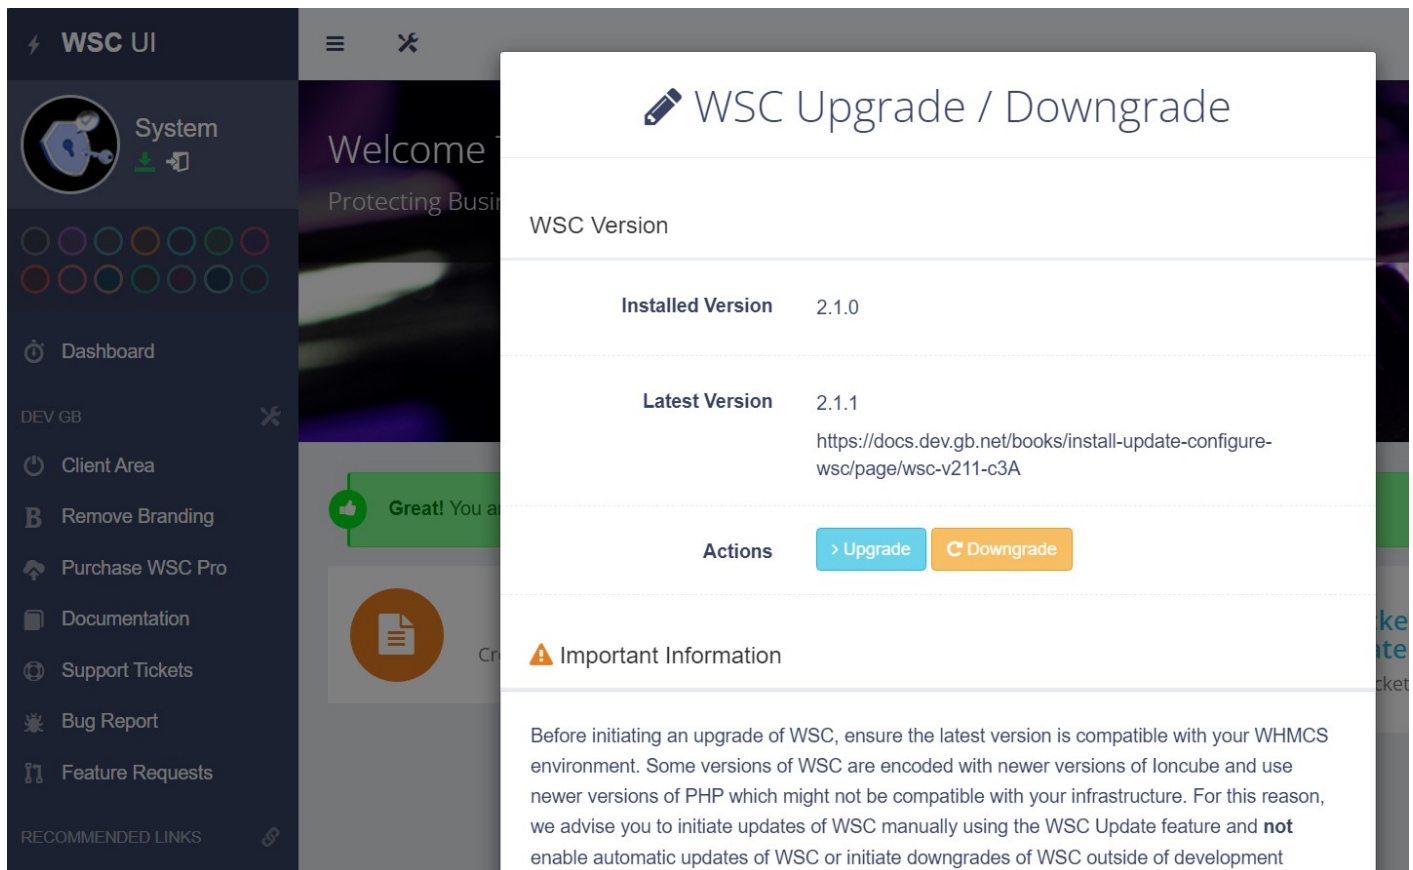 WSC UI
System
Welcome
Protecting
Dashboard
DEV GB
Client Area
Remove Branding
Purchase WSC Pro
Documentation
Support Tickets
Bug Report
Feature Requests
RECOMMENDED LINKS
Great! You
WSC Upgrade / Downgrade
WSC Version
Installed Version 2.1.0
Latest Version 2.1.1
https://docs.dev.gb.net/books/install-update-configure-
wsc/page/wsc-v211-c3A
Actions Upgrade Downgrade
Important Information
Before initiating an upgrade of WSC, ensure the latest version is compatible with your WHMCS
environment. Some versions of WSC are encoded with newer versions of Ioncube and use
newer versions of PHP which might not be compatible with your infrastructure. For this reason,
we advise you to initiate updates of WSC manually using the WSC Update feature and not
enable automatic updates of WSC or initiate downgrades of WSC outside of development